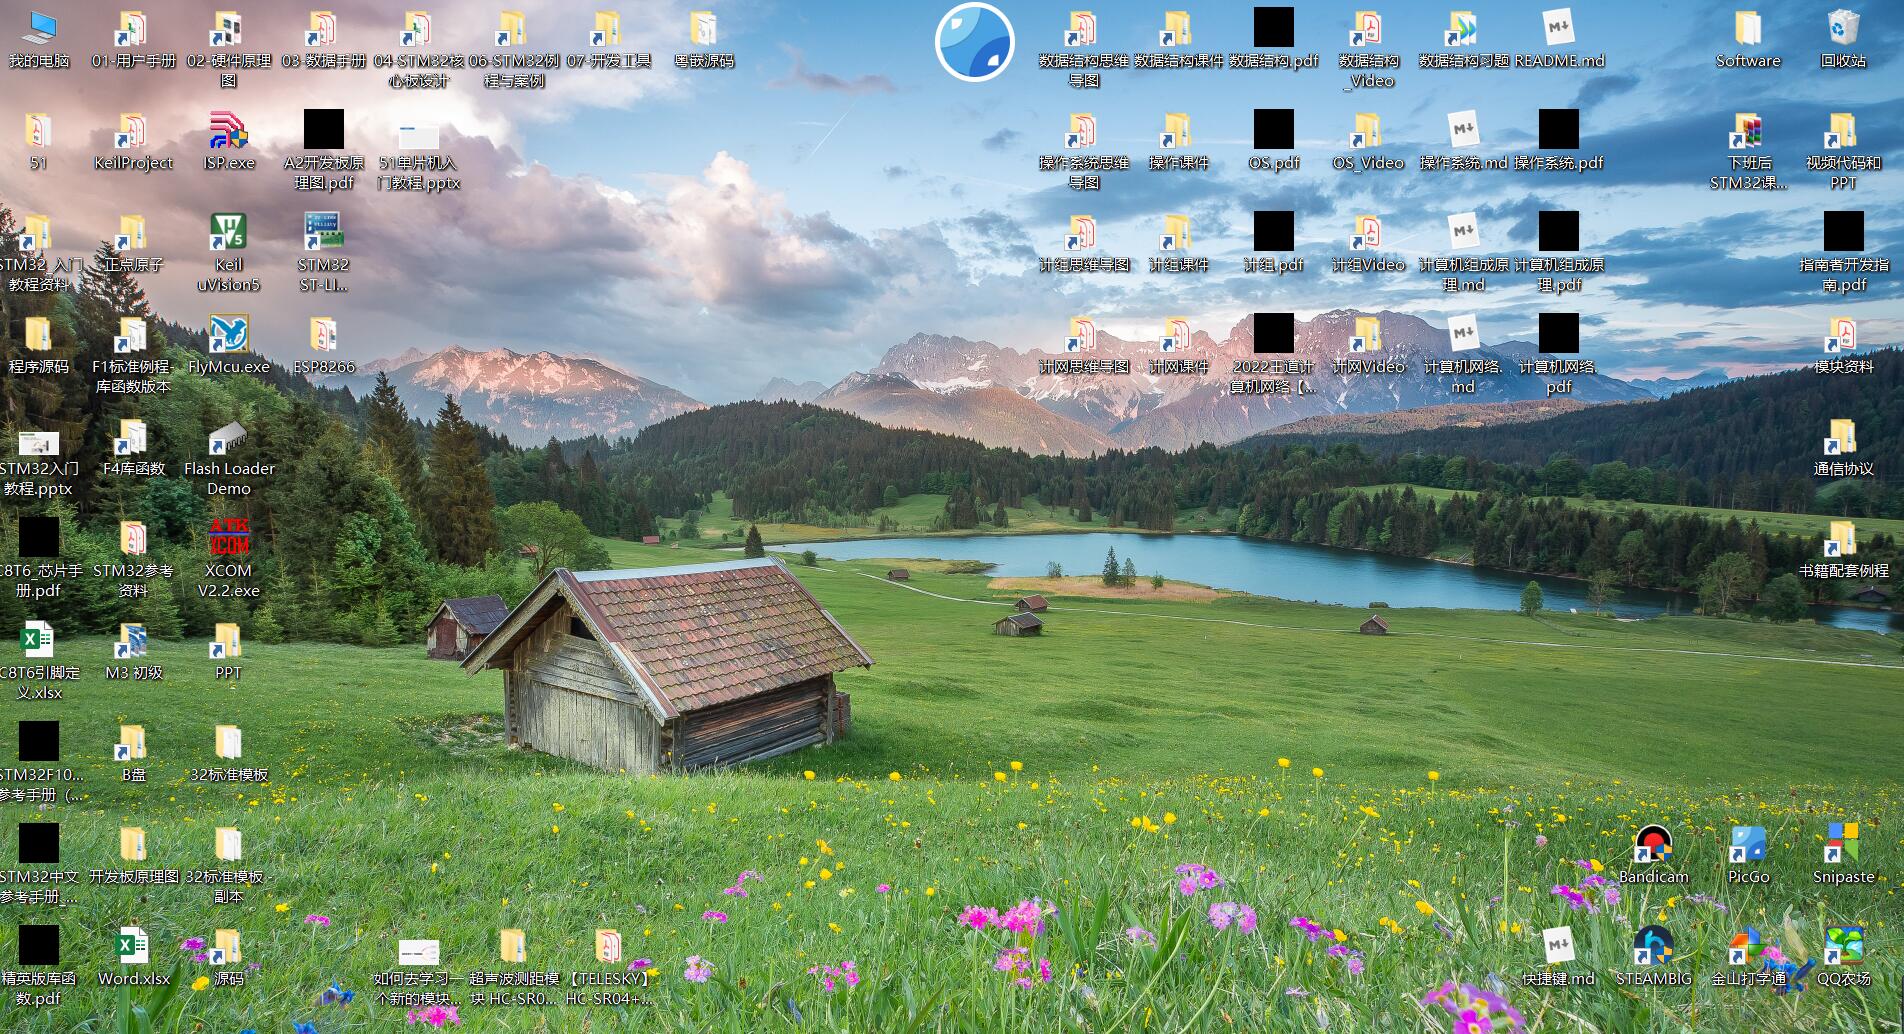 我的电脑
01-用户手册
02-硬件原理
图
03-数据手册
04-STM32核
心板设计
06-STM32例
程与案例
07-开发工具
粤嵌源码
数据结构思维
导图
数据结构课件
数据结构.pdf
数据结构
_Video
数据结构习题
README.md
Software
回收站
51
KeilProject
ISP.exe
A2开发板原
理图.pdf
51单片机入
门教程.pptx
操作系统思维
导图
操作课件
OS.pdf
OS_Video
操作系统.md
操作系统.pdf
下班后
STM32课...
视频代码和
PPT
STM32_入门
教程资料
正点原子
Keil
uVision5
STM32
ST-LI...
计组思维导图
计组课件
计组.pdf
计组Video
计算机组成原
理.md
计算机组成原
理.pdf
指南者开发指
南.pdf
程序源码
F1标准例程-
库函数版本
FlyMcu.exe
ESP8266
计网思维导图
计网课件
2022王道计
算机网络【...
计网Video
计算机网络.
md
计算机网络.
pdf
模块资料
STM32入门
教程.pptx
F4库函数
Flash Loader
Demo
通信协议
C8T6_芯片手
册.pdf
STM32参考
资料
ATK
XCOM
XCOM
V2.2.exe
书籍配套例程
C8T6引脚定
义.xlsx
M3 初级
PPT
STM32F10...
参考手册（...
B盘
32标准模板
STM32中文
参考手册_...
开发板原理图
32标准模板 -
副本
Bandicam
PicGo
Snipaste
精英版库函
数.pdf
Word.xlsx
源码
如何去学习一
个新的模块...
超声波测距模
块 HC-SR0...
【TELESKY】
HC-SR04+...
快捷键.md
STEAMBIG
金山打字通
QQ农场